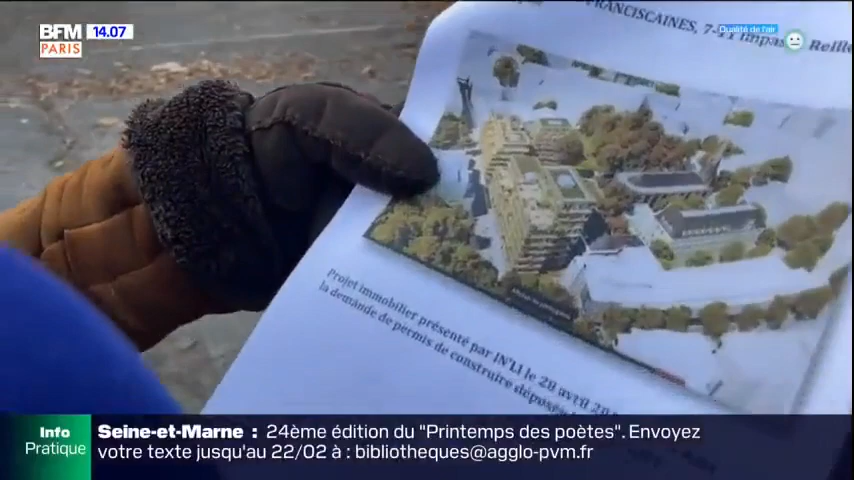 BFM 14.07
PARIS
Qualité de l'air
FRANCISCAINES, 7-11 Impas Reille
Projet immobilier présenté par IN'LI le 20 avril
la demande de permis de construire déposée
Info
Pratique
Seine-et-Marne : 24ème édition du "Printemps des poètes". Envoyez
votre texte jusqu'au 22/02 à : bibliotheques@agglo-pvm.fr